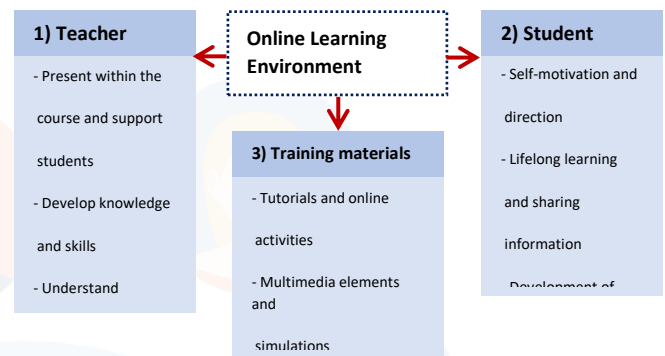 1) Teacher
- Present within the
course and support
students
- Develop knowledge
and skills
- Understand
Online Learning
Environment
3) Training materials
- Tutorials and online
activities
- Multimedia elements
and
simulations
2) Student
- Self-motivation and
direction
- Lifelong learning
and sharing
information
- Development of